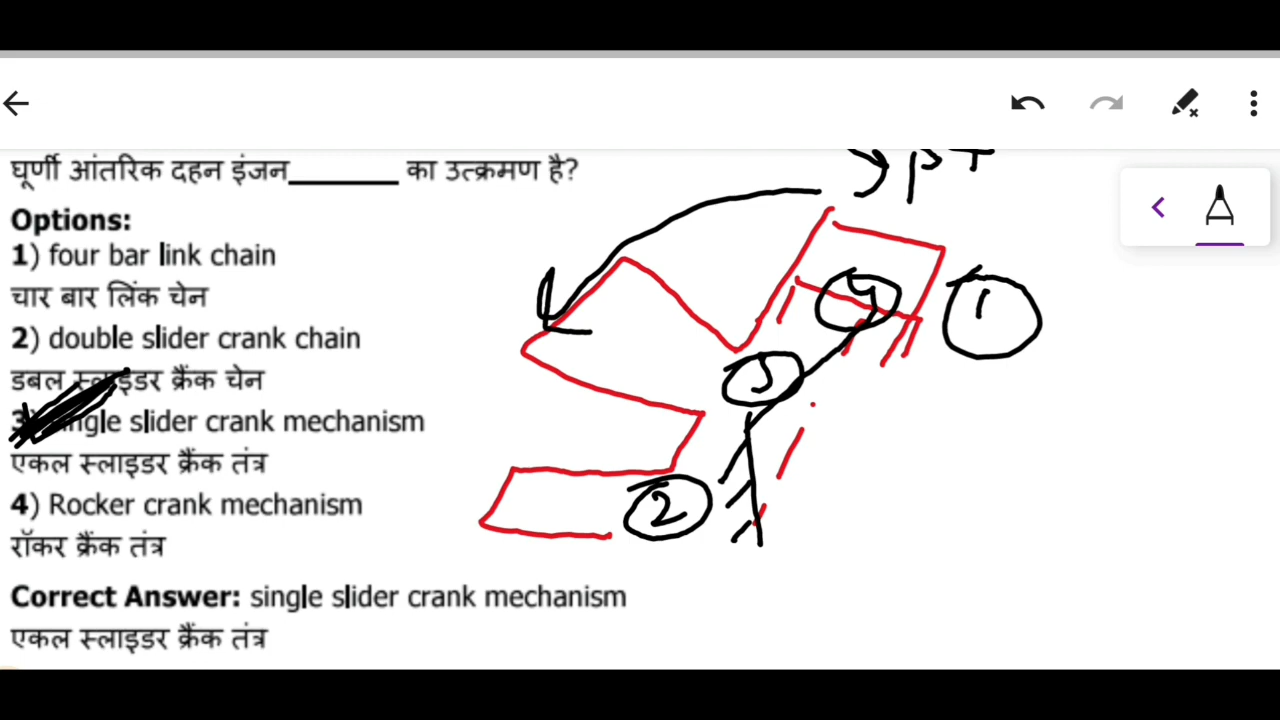 घूर्णी आंतरिक दहन इंजन________ का उत्क्रमण है?
Options:
1) four bar link chain
चार बार लिंक चेन
2) double slider crank chain
डबल स्लाइडर क्रैंक चेन
3) single slider crank mechanism
एकल स्लाइडर क्रैंक तंत्र
4) Rocker crank mechanism
रॉकर क्रैंक तंत्र
Correct Answer: single slider crank mechanism
एकल स्लाइडर क्रैंक तंत्र
4
1
3
2